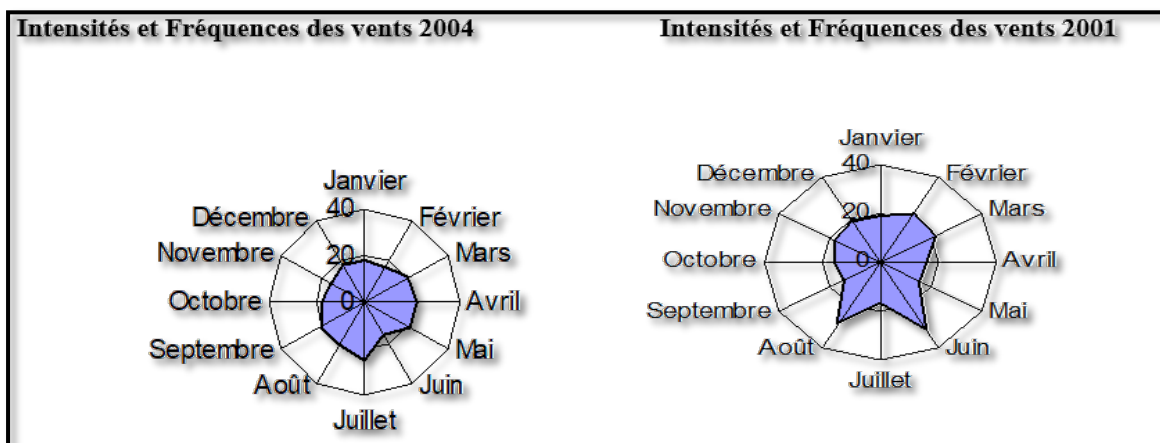 Intensités et Fréquences des vents 2004
Janvier
40
Décembre
Février
Novembre
20
Mars
Octobre
0
Avril
Septembre
Mai
Août
Juin
Juillet
Intensités et Fréquences des vents 2001
Janvier
40
Décembre
Février
Novembre
20
Mars
Octobre
0
Avril
Septembre
Mai
Août
Juin
Juillet